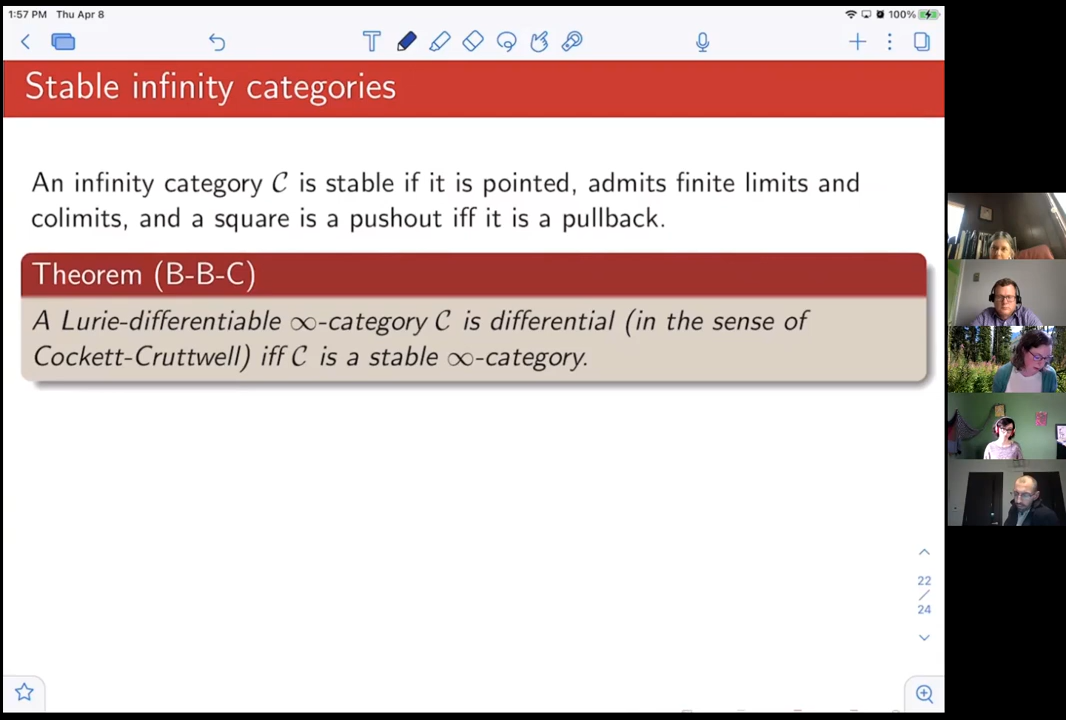 1:57 PM Thu Apr 8
100%
Stable infinity categories
An infinity category C is stable if it is pointed, admits finite limits and
colimits, and a square is a pushout iff it is a pullback.
Theorem (B-B-C)
A Lurie-differentiable ∞-category C is differential (in the sense of
Cockett-Cruttwell) iff C is a stable ∞-category.
22
/
24